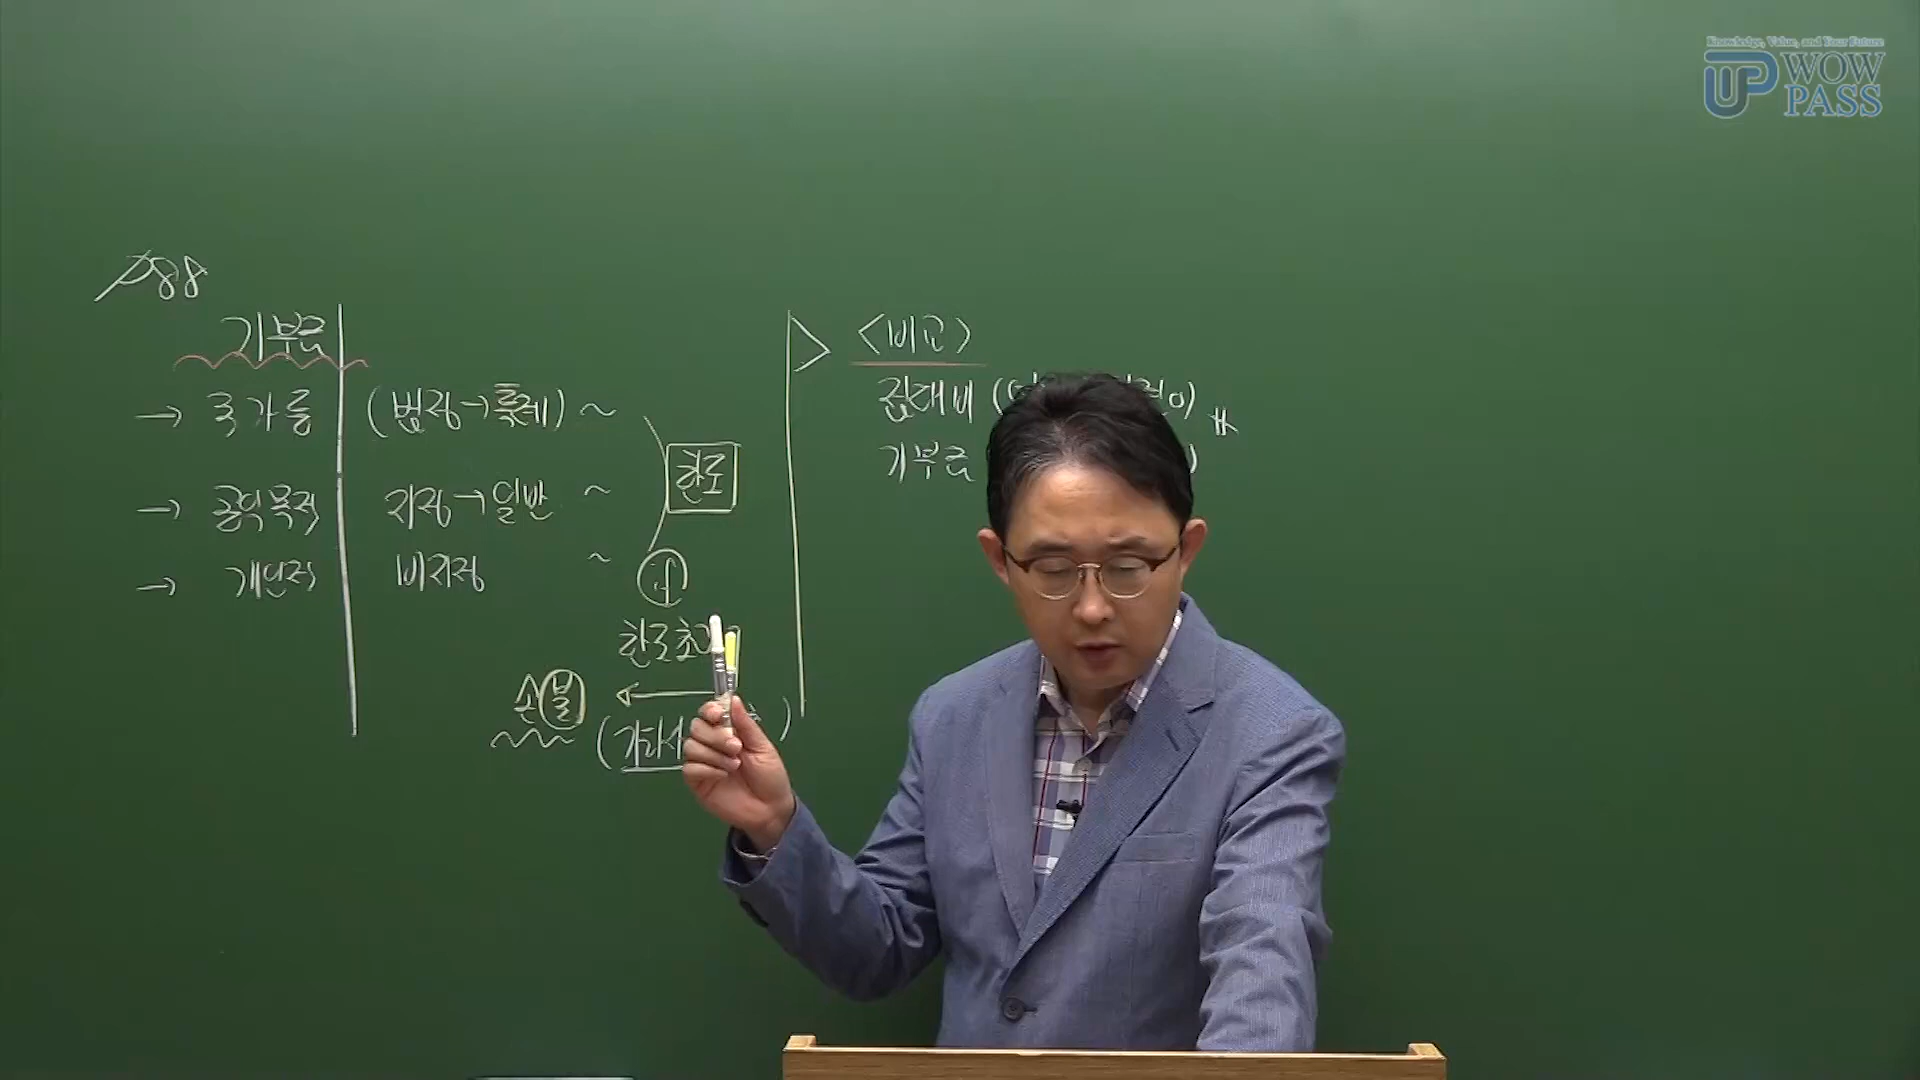 Knowledge, Value, and Your Future
UP WOW PASS
P88
기부금
→ 국가등 (법정→특례) ~
→ 공익목적 지정→일반 ~
→ 개인적 비지정 ~
한도
한도초
손불
<비교>
접대비
기부금